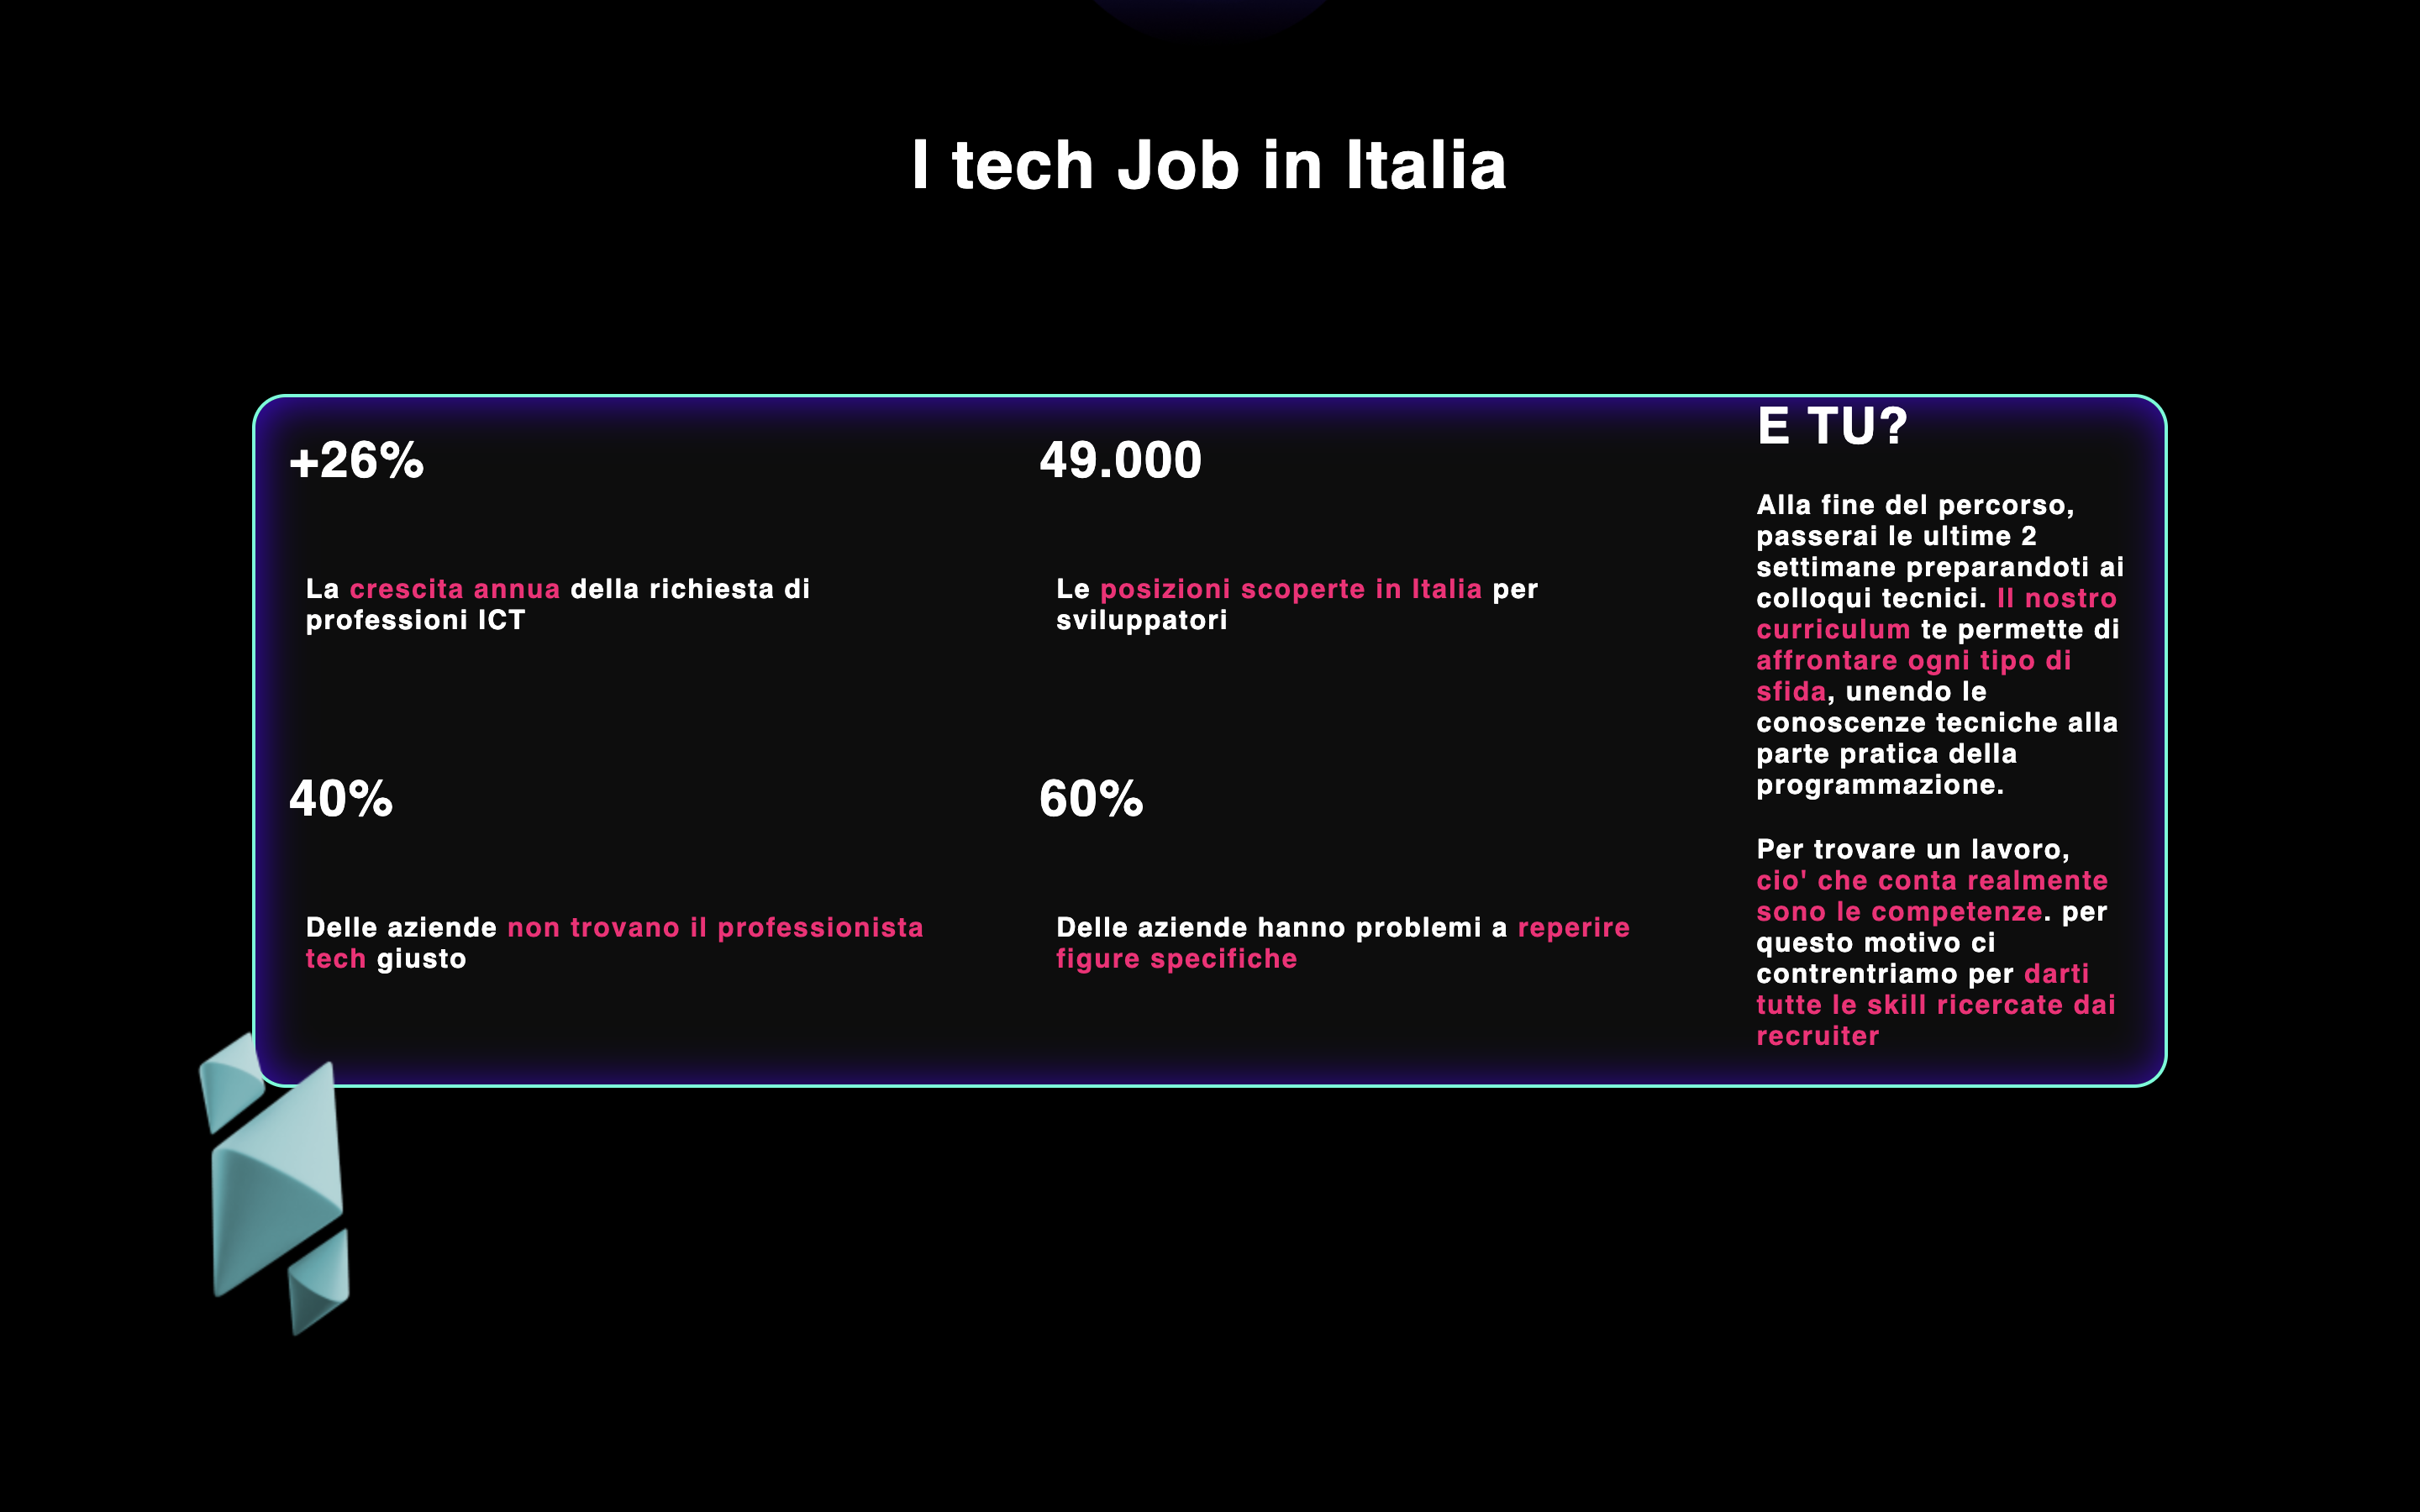 I tech Job in Italia
+26%
La crescita annua della richiesta di
professioni ICT
49.000
Le posizioni scoperte in Italia per
sviluppatori
40%
Delle aziende non trovano il professionista
tech giusto
60%
Delle aziende hanno problemi a reperire
figure specifiche
E TU?
Alla fine del percorso,
passerai le ultime 2
settimane preparandoti ai
colloqui tecnici. Il nostro
curriculum te permette di
affrontare ogni tipo di
sfida, unendo le
conoscenze tecniche alla
parte pratica della
programmazione.
Per trovare un lavoro,
cio' che conta realmente
sono le competenze. per
questo motivo ci
contrentriamo per darti
tutte le skill ricercate dai
recruiter